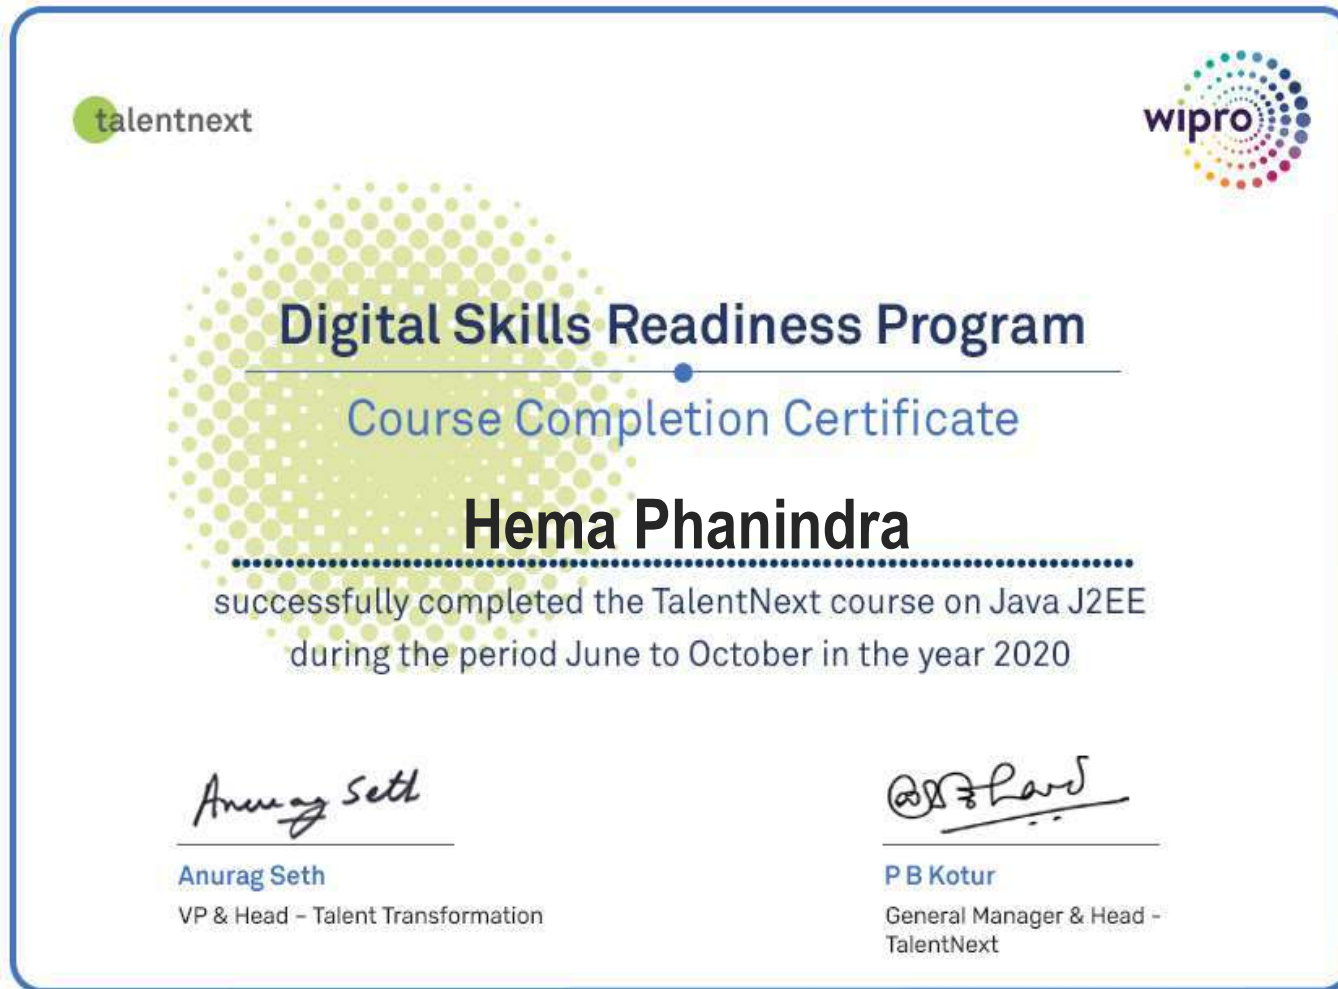 talentnext
wipro
Digital Skills Readiness Program
Course Completion Certificate
Hema Phanindra
successfully completed the TalentNext course on Java J2EE
during the period June to October in the year 2020
Anurag Seth
Anurag Seth
VP & Head – Talent Transformation
P B Kotur
General Manager & Head -
TalentNext